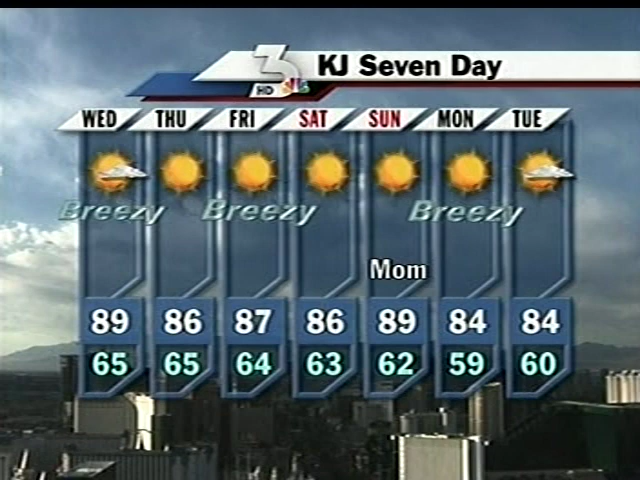 3
HD
KJ Seven Day
WED THU FRI SAT SUN MON TUE
Breezy Breezy Breezy
Mom
89 86 87 86 89 84 84
65 65 64 63 62 59 60